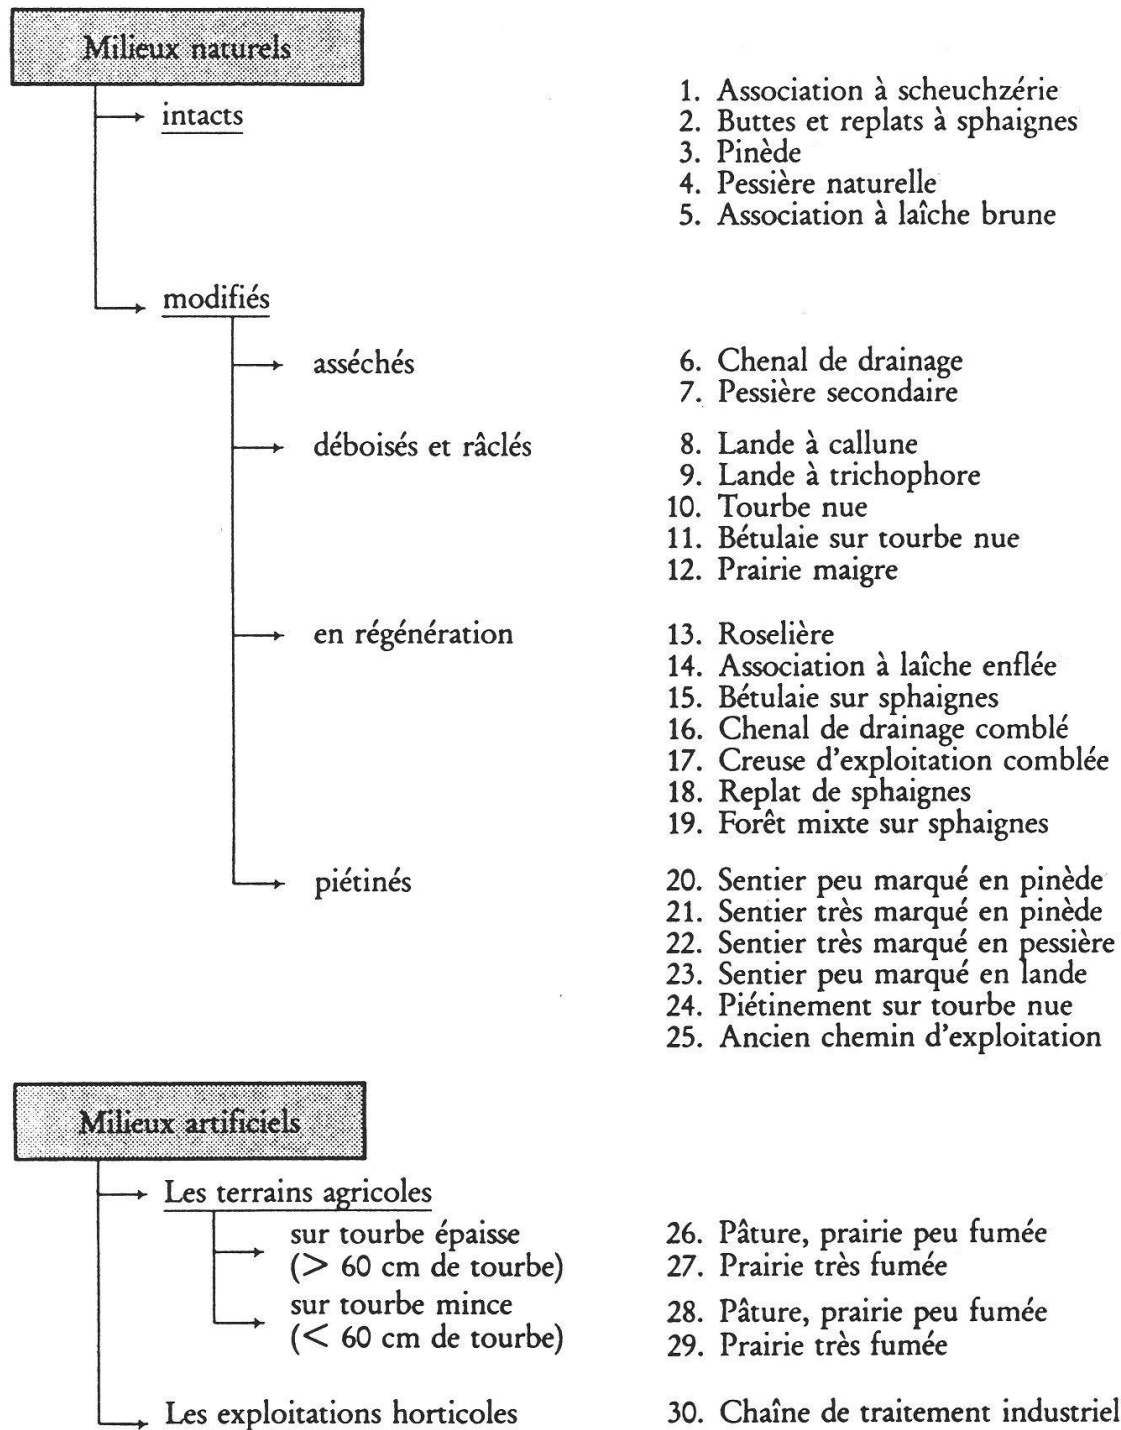 Milieux naturels
intacts
1. Association à scheuchzérie
2. Buttes et replats à sphaignes
3. Pinède
4. Pessière naturelle
5. Association à laîche brune
modifiés
asséchés
6. Chenal de drainage
7. Pessière secondaire
déboisés et râclés
8. Lande à callune
9. Lande à trichophore
10. Tourbe nue
11. Bétulaie sur tourbe nue
12. Prairie maigre
en régénération
13. Roselière
14. Association à laîche enflée
15. Bétulaie sur sphaignes
16. Chenal de drainage comblé
17. Creuse d'exploitation comblée
18. Replat de sphaignes
19. Forêt mixte sur sphaignes
piétinés
20. Sentier peu marqué en pinède
21. Sentier très marqué en pinède
22. Sentier très marqué en pessière
23. Sentier peu marqué en lande
24. Piétinement sur tourbe nue
25. Ancien chemin d'exploitation
Milieux artificiels
Les terrains agricoles
sur tourbe épaisse
(> 60 cm de tourbe)
26. Pâture, prairie peu fumée
27. Prairie très fumée
sur tourbe mince
(< 60 cm de tourbe)
28. Pâture, prairie peu fumée
29. Prairie très fumée
Les exploitations horticoles
30. Chaîne de traitement industriel